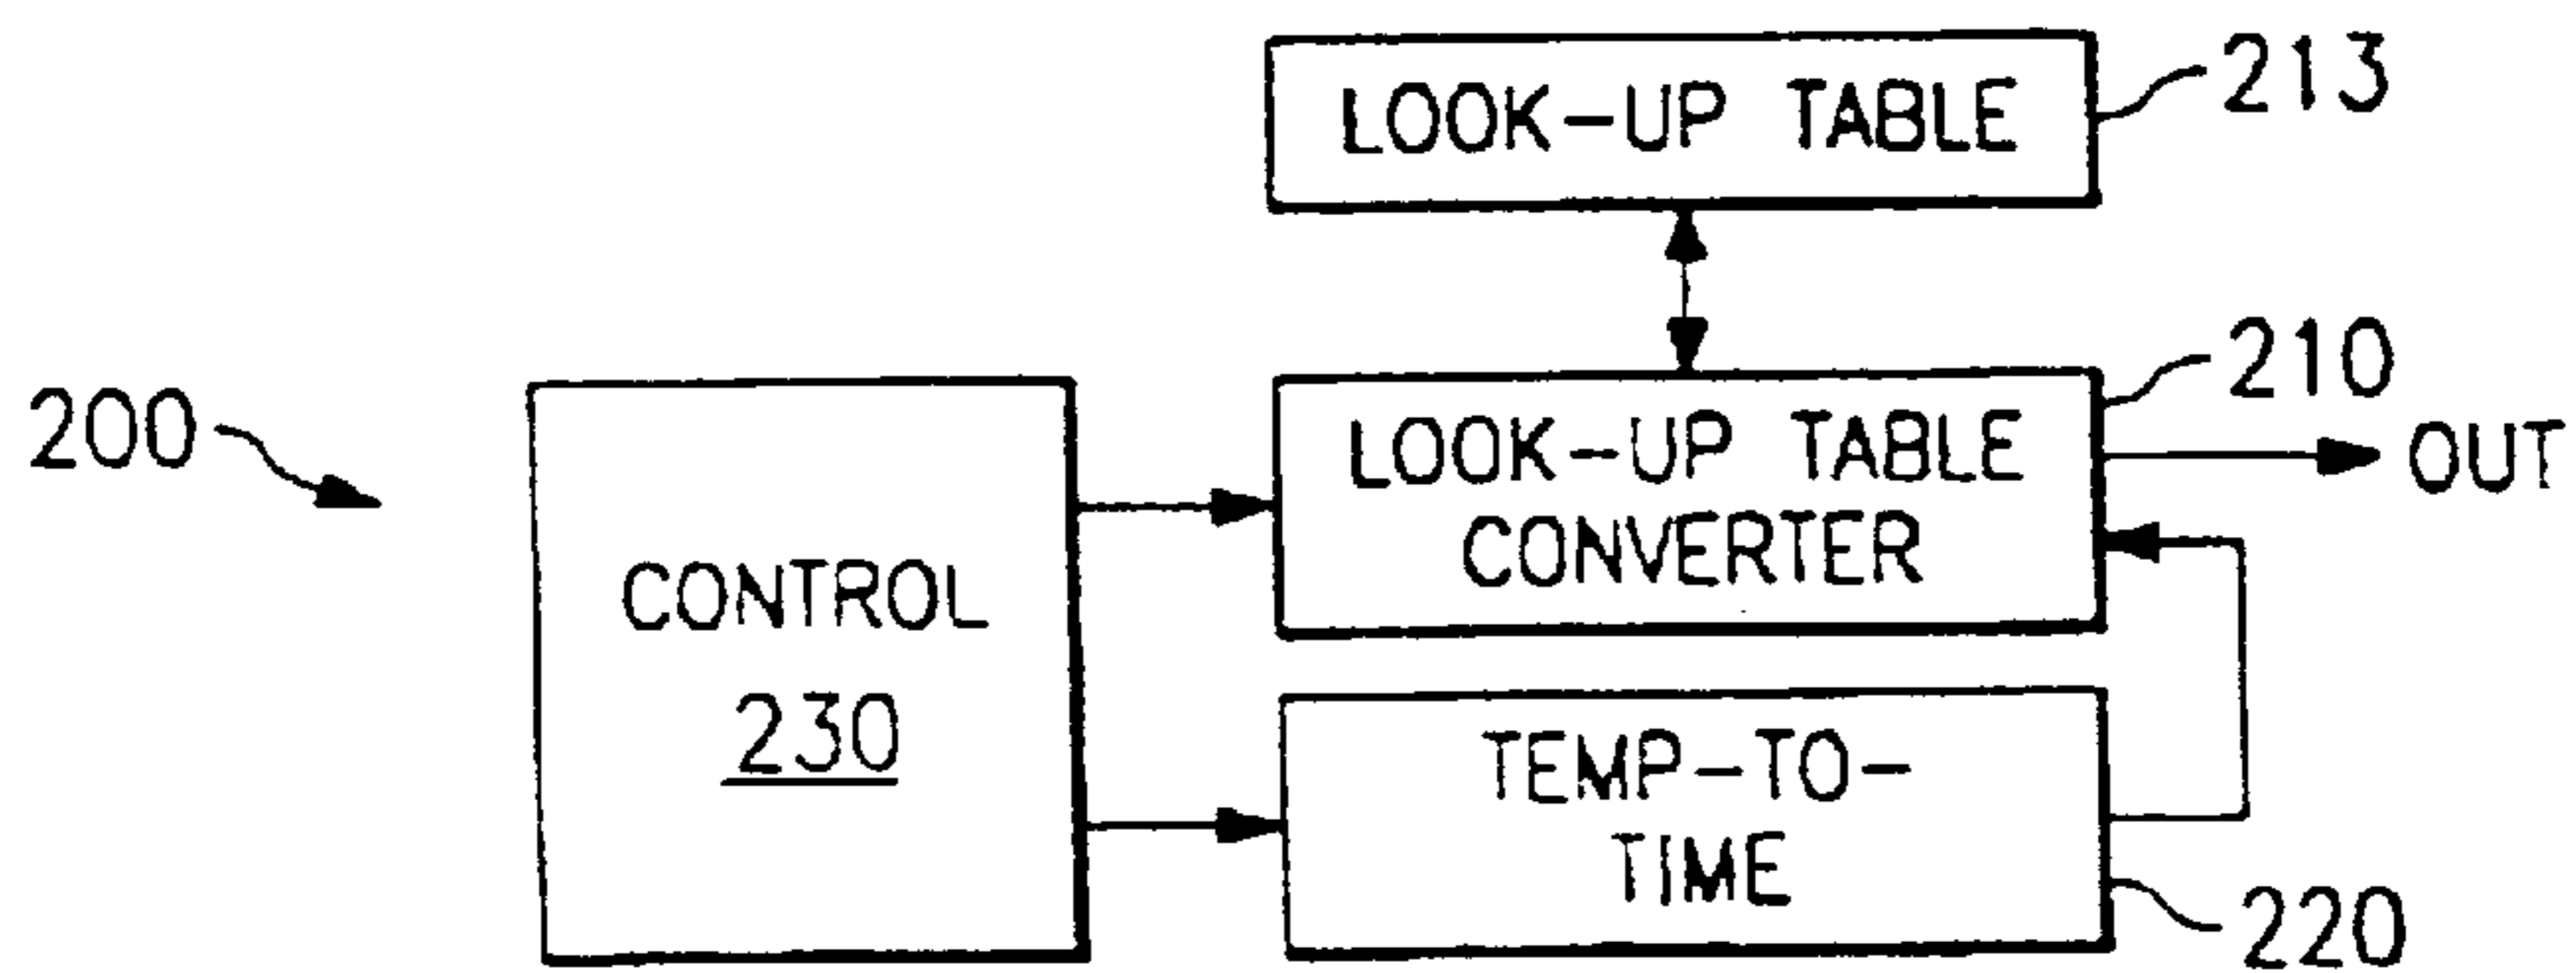 LOOK-UP TABLE
213
200
CONTROL
230
LOOK-UP TABLE
CONVERTER
210
OUT
TEMP-TO-
TIME
220